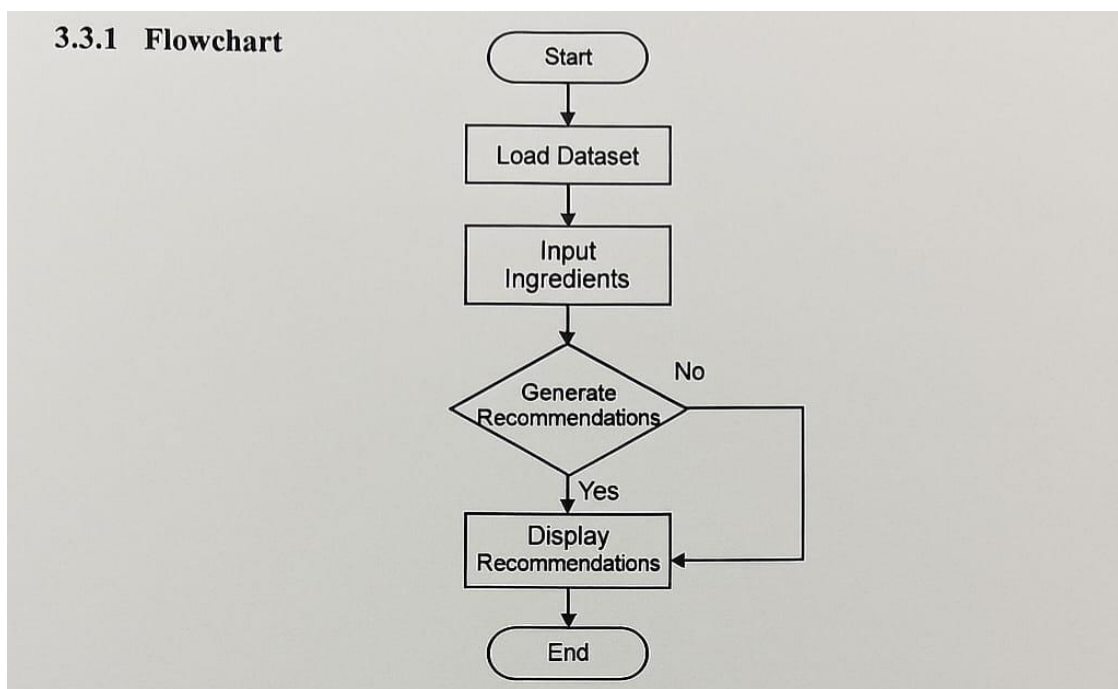 3.3.1 Flowchart
Start
Load Dataset
Input
Ingredients
Generate
Recommendations
No
Yes
Display
Recommendations
End